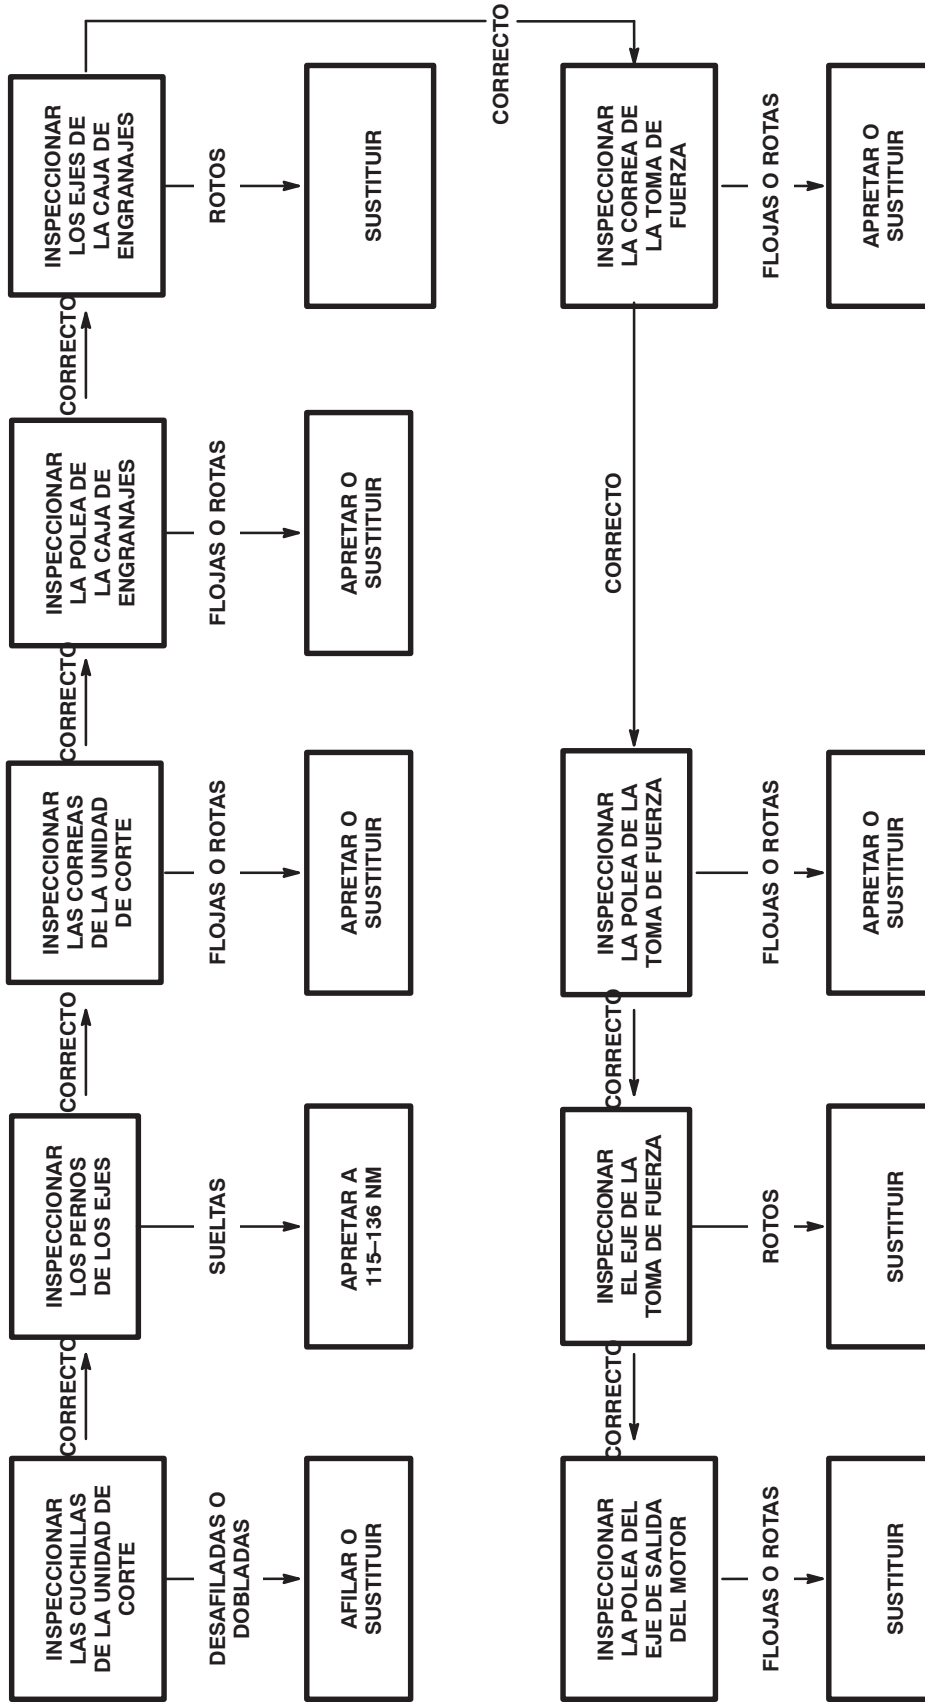 INSPECCIONAR
LAS CUCHILLAS
DE LA UNIDAD DE
CORTE
CORRECTO
INSPECCIONAR
LOS PERNOS
DE LOS EJES
CORRECTO
INSPECCIONAR
LAS CORREAS
DE LA UNIDAD
DE CORTE
CORRECTO
INSPECCIONAR
LA POLEA DE
LA CAJA DE
ENGRANAJES
CORRECTO
INSPECCIONAR
LOS EJES DE
LA CAJA DE
ENGRANAJES
DESAFILADAS O
DOBLADAS
SUELTAS
FLOJAS O ROTAS
FLOJAS O ROTAS
ROTOS
AFILAR O
SUSTITUIR
APRETAR A
115–136 NM
APRETAR O
SUSTITUIR
APRETAR O
SUSTITUIR
SUSTITUIR
CORRECTO
INSPECCIONAR
LA POLEA DEL
EJE DE SALIDA
DEL MOTOR
CORRECTO
INSPECCIONAR
EL EJE DE LA
TOMA DE FUERZA
CORRECTO
INSPECCIONAR
LA POLEA DE LA
TOMA DE FUERZA
CORRECTO
INSPECCIONAR
LA CORREA DE
LA TOMA DE
FUERZA
FLOJAS O ROTAS
ROTOS
FLOJAS O ROTAS
FLOJAS O ROTAS
SUSTITUIR
SUSTITUIR
APRETAR O
SUSTITUIR
APRETAR O
SUSTITUIR